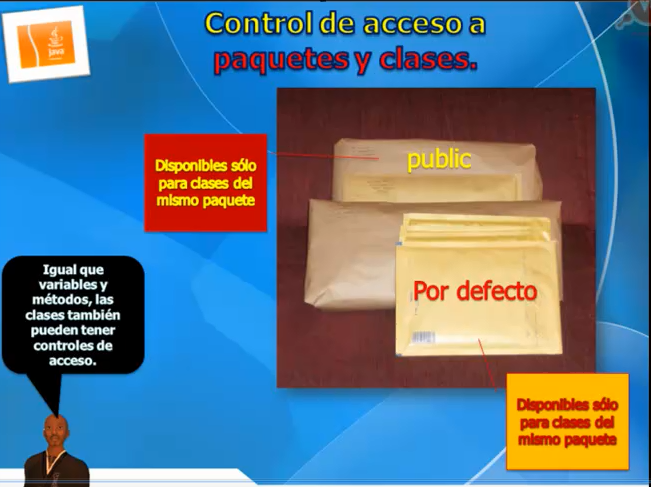 Control de acceso a
paquetes y clases.
Java
Disponibles sólo
para clases del
mismo paquete
public
Por defecto
Igual que
variables y
métodos, las
clases también
pueden tener
controles de
acceso.
Disponibles sólo
para clases del
mismo paquete